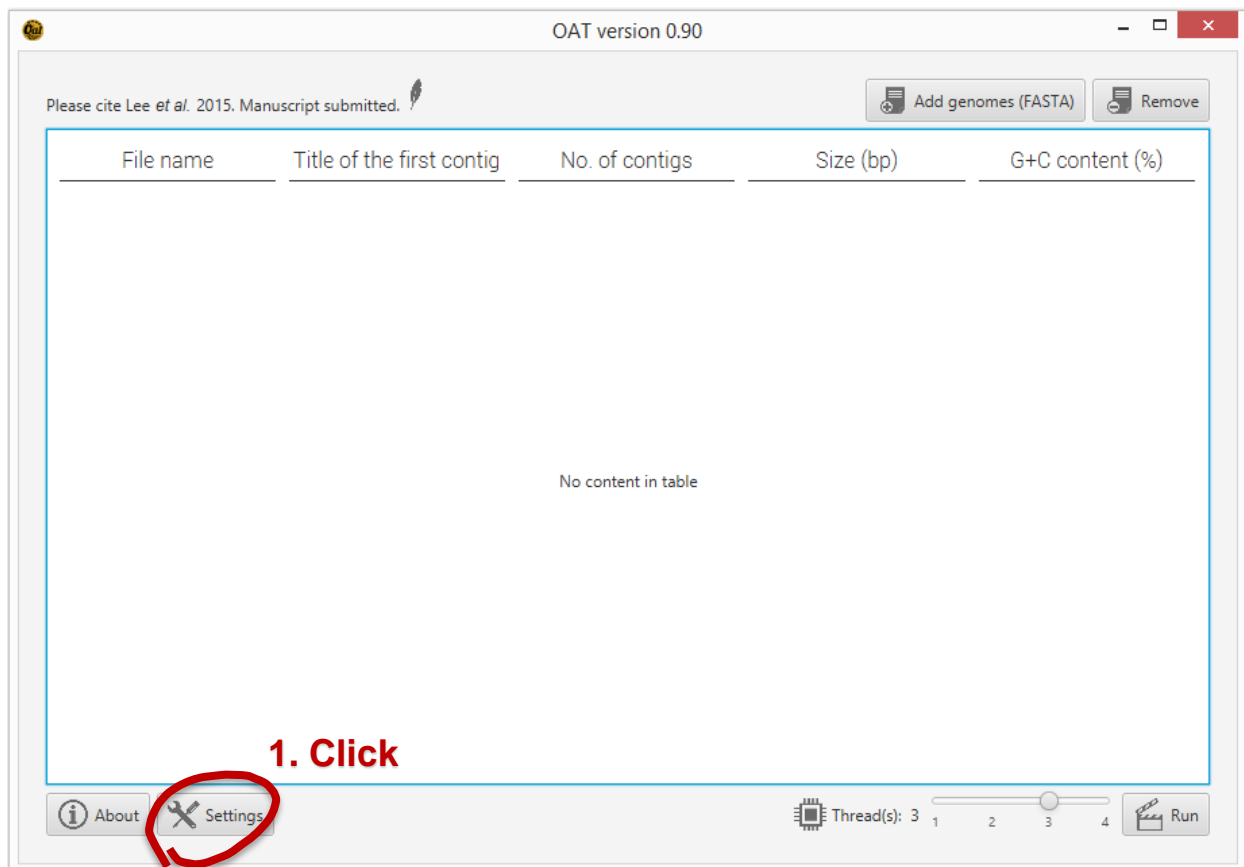 Oat
OAT version 0.90
Please cite Lee et al. 2015. Manuscript submitted.
Add genomes (FASTA)
Remove
File name Title of the first contig No. of contigs Size (bp) G+C content (%)
No content in table
1. Click
About Settings Thread(s): 3 1 2 3 4 Run